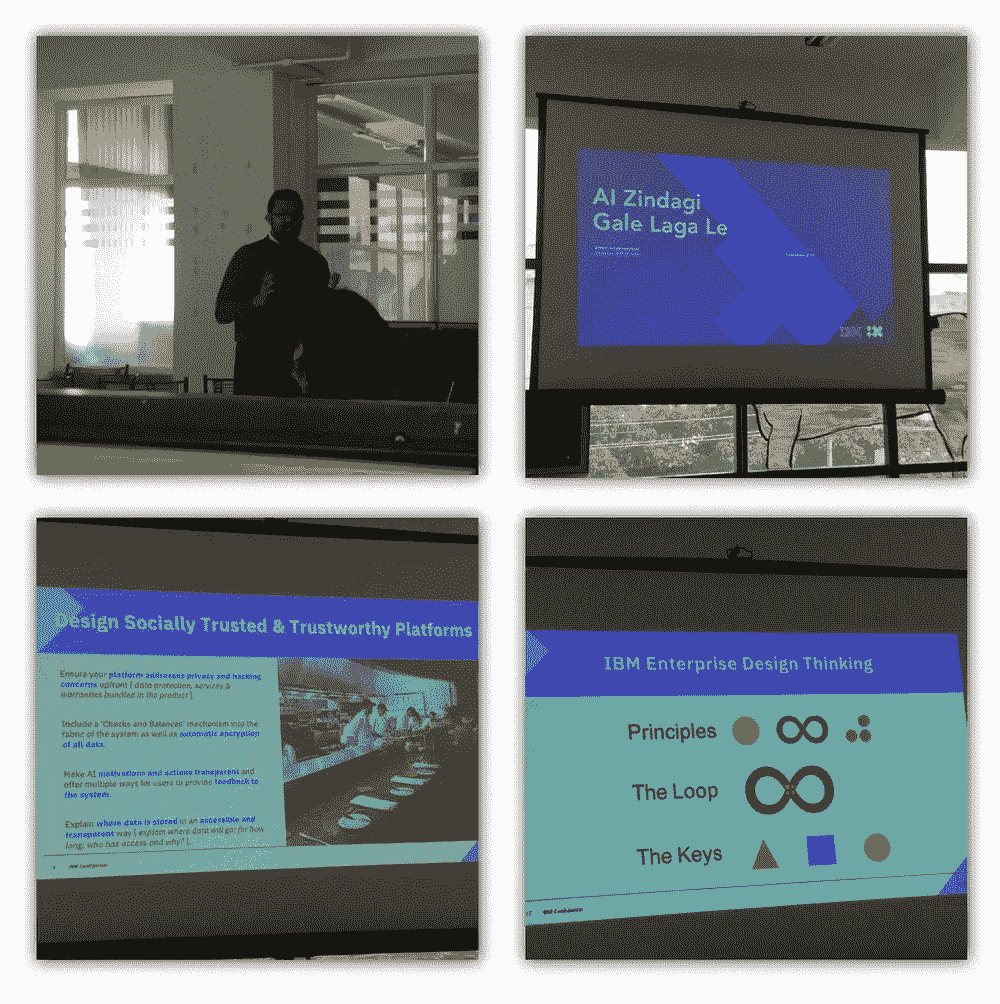 AI Zindagi
Gale Laga Le
IBM
Design Socially Trusted & Trustworthy Platforms
Ensure your platform addresses privacy and hacking
concerns upfront [ data protection, services &
warranties bundled in the product ].
Include a 'Checks and Balances' mechanism into the
fabric of the system as well as automatic encryption
of all data.
Make AI motivations and actions transparent and
offer multiple ways for users to provide feedback to
the system.
Explain where data is stored in an accessible and
transparent way [ explain where data will go; for how
long; who has access and why? ].
IBM Confidential
IBM Enterprise Design Thinking
Principles
The Loop
The Keys
IBM Confidential